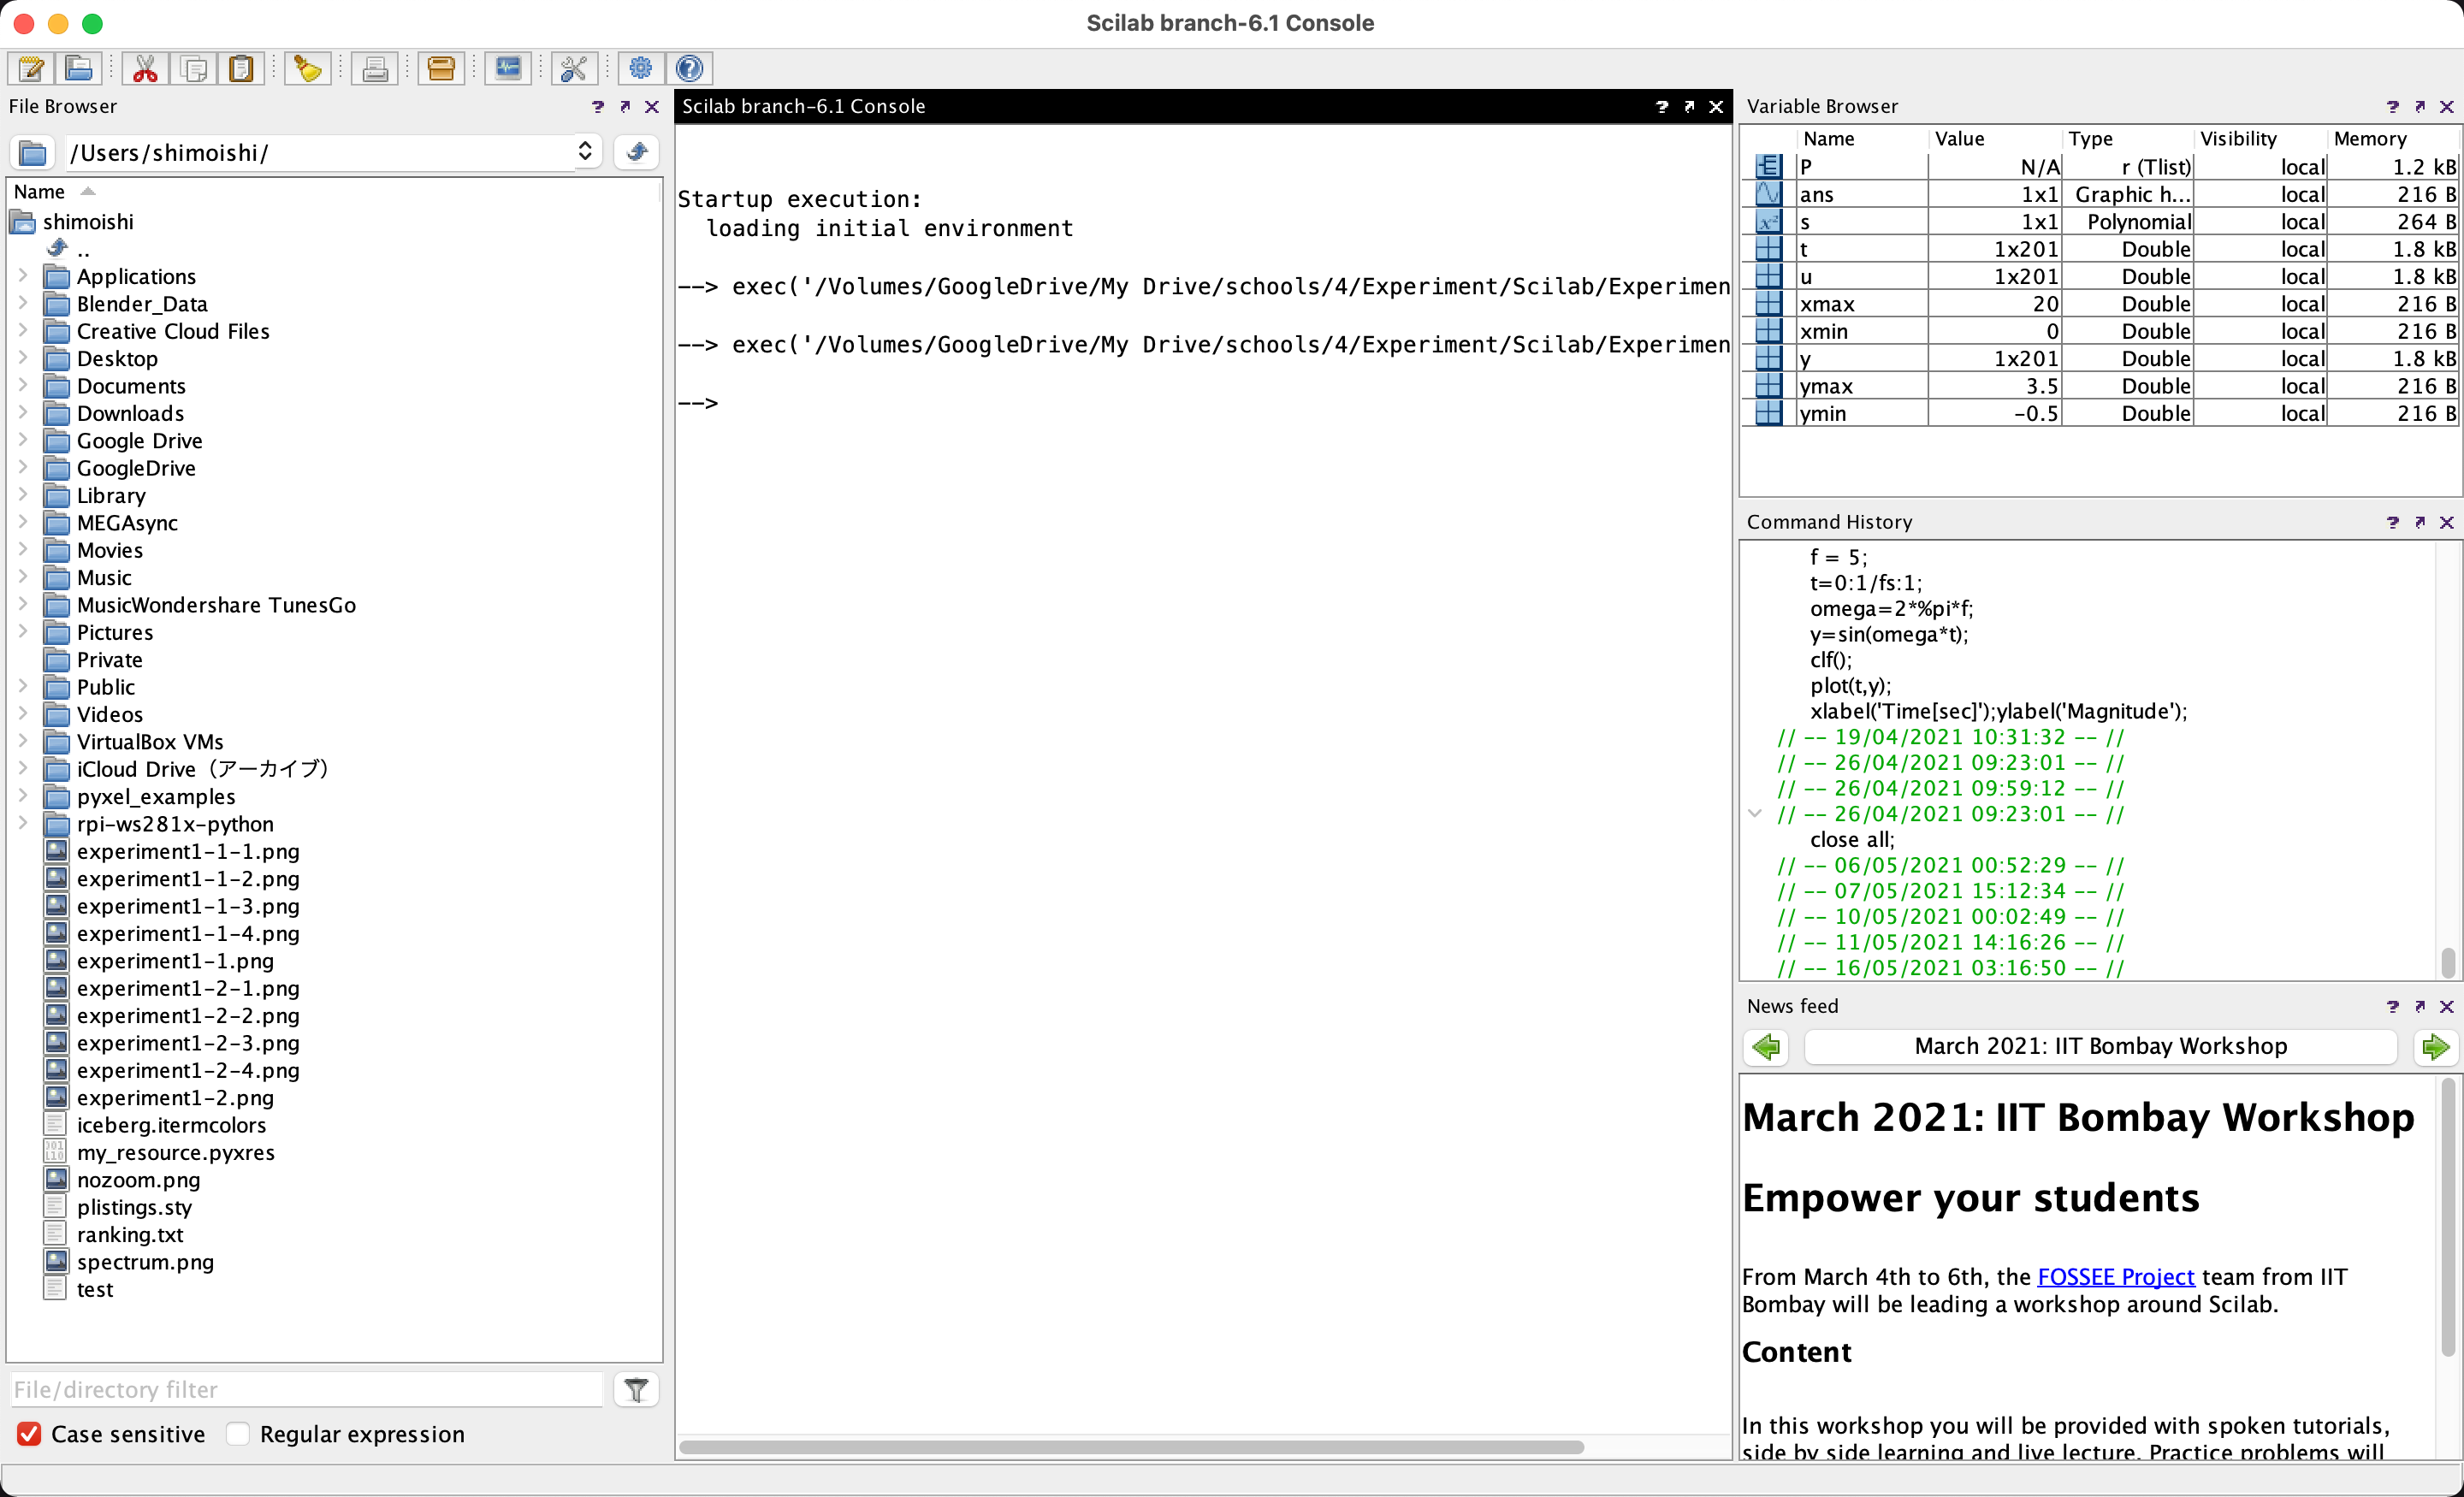 Scilab branch-6.1 Console
File Browser
/Users/shimoishi/
Name
shimoishi
..
Applications
Blender_Data
Creative Cloud Files
Desktop
Documents
Downloads
Google Drive
GoogleDrive
Library
MEGAsync
Movies
Music
MusicWondershare TunesGo
Pictures
Private
Public
Videos
VirtualBox VMs
iCloud Drive（アーカイブ）
pyxel_examples
rpi-ws281x-python
experiment1-1-1.png
experiment1-1-2.png
experiment1-1-3.png
experiment1-1-4.png
experiment1-1.png
experiment1-2-1.png
experiment1-2-2.png
experiment1-2-3.png
experiment1-2-4.png
experiment1-2.png
iceberg.itermcolors
my_resource.pyxres
nozoom.png
plistings.sty
ranking.txt
spectrum.png
test
File/directory filter
Case sensitive Regular expression
Scilab branch-6.1 Console
Startup execution:
loading initial environment
--> exec('/Volumes/GoogleDrive/My Drive/schools/4/Experiment/Scilab/Experimen
--> exec('/Volumes/GoogleDrive/My Drive/schools/4/Experiment/Scilab/Experimen
-->
Variable Browser
Name Value Type Visibility Memory
P N/A r (Tlist) local 1.2 kB
ans 1x1 Graphic h... local 216 B
s 1x1 Polynomial local 264 B
t 1x201 Double local 1.8 kB
u 1x201 Double local 1.8 kB
xmax 20 Double local 216 B
xmin 0 Double local 216 B
y 1x201 Double local 1.8 kB
ymax 3.5 Double local 216 B
ymin -0.5 Double local 216 B
Command History
f = 5;
t=0:1/fs:1;
omega=2*%pi*f;
y=sin(omega*t);
clf();
plot(t,y);
xlabel('Time[sec]');ylabel('Magnitude');
// -- 19/04/2021 10:31:32 -- //
// -- 26/04/2021 09:23:01 -- //
// -- 26/04/2021 09:59:12 -- //
// -- 26/04/2021 09:23:01 -- //
close all;
// -- 06/05/2021 00:52:29 -- //
// -- 07/05/2021 15:12:34 -- //
// -- 10/05/2021 00:02:49 -- //
// -- 11/05/2021 14:16:26 -- //
// -- 16/05/2021 03:16:50 -- //
News feed
March 2021: IIT Bombay Workshop
March 2021: IIT Bombay Workshop
Empower your students
From March 4th to 6th, the FOSSEE Project team from IIT
Bombay will be leading a workshop around Scilab.
Content
In this workshop you will be provided with spoken tutorials,
side by side learning and live lecture. Practice problems will